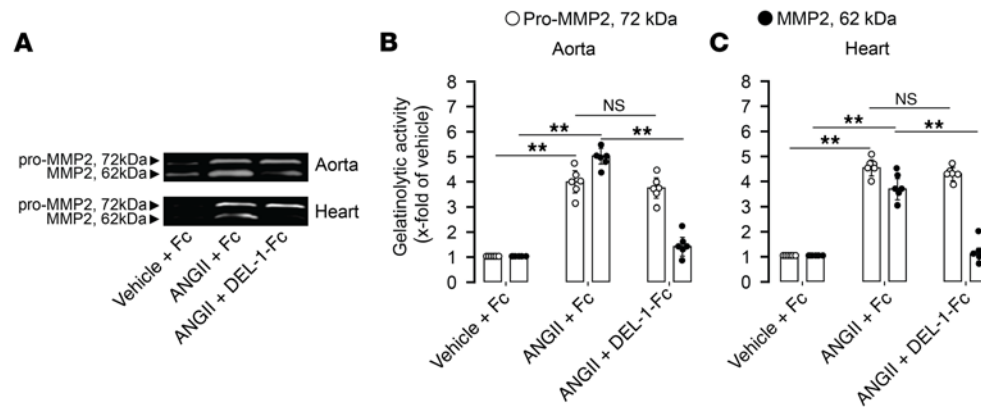 A
pro-MMP2, 72kDa
MMP2, 62kDa
Aorta
pro-MMP2, 72kDa
MMP2, 62kDa
Heart
Vehicle + Fc
ANGII + Fc
ANGII + DEL-1-Fc
Pro-MMP2, 72 kDa
MMP2, 62 kDa
B
Aorta
Gelatinolytic activity
(x-fold of vehicle)
8
7
6
5
4
3
2
1
0
NS
** **
**
Vehicle + Fc
ANGII + Fc
ANGII + DEL-1-Fc
C
Heart
8
7
6
5
4
3
2
1
0
NS
**
** **
Vehicle + Fc
ANGII + Fc
ANGII + DEL-1-Fc